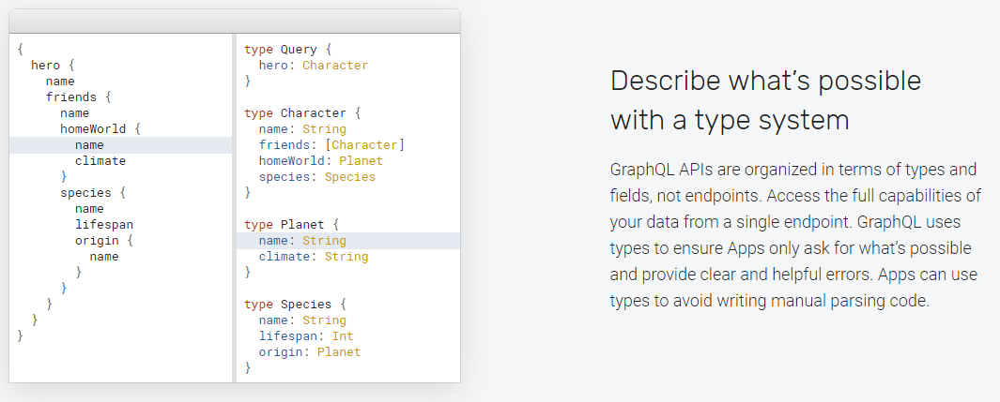 {
  hero {
    name
    friends {
      name
      homeWorld {
        name
        climate
      }
      species {
        name
        lifespan
        origin {
          name
        }
      }
    }
  }
}
type Query {
  hero: Character
}

type Character {
  name: String
  friends: [Character]
  homeWorld: Planet
  species: Species
}

type Planet {
  name: String
  climate: String
}

type Species {
  name: String
  lifespan: Int
  origin: Planet
}
Describe what’s possible
with a type system
GraphQL APIs are organized in terms of types and
fields, not endpoints. Access the full capabilities of
your data from a single endpoint. GraphQL uses
types to ensure Apps only ask for what’s possible
and provide clear and helpful errors. Apps can use
types to avoid writing manual parsing code.